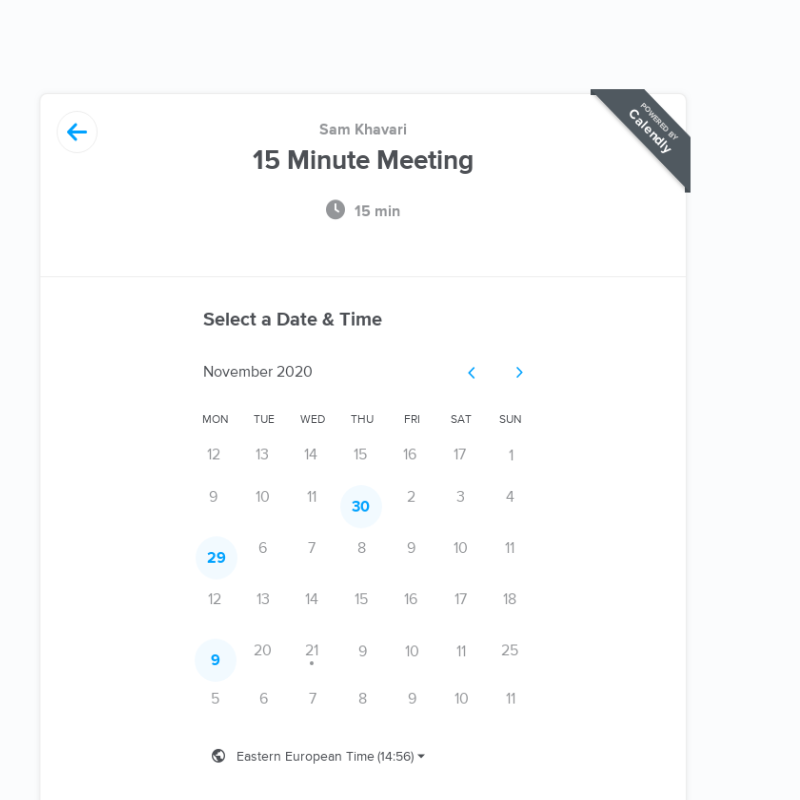 POWERED BY
Calendly
Sam Khavari
15 Minute Meeting
15 min
Select a Date & Time
November 2020
MON TUE WED THU FRI SAT SUN
12 13 14 15 16 17 1
9 10 11 30 2 3 4
29 6 7 8 9 10 11
12 13 14 15 16 17 18
9 20 21 9 10 11 25
5 6 7 8 9 10 11
Eastern European Time (14:56)